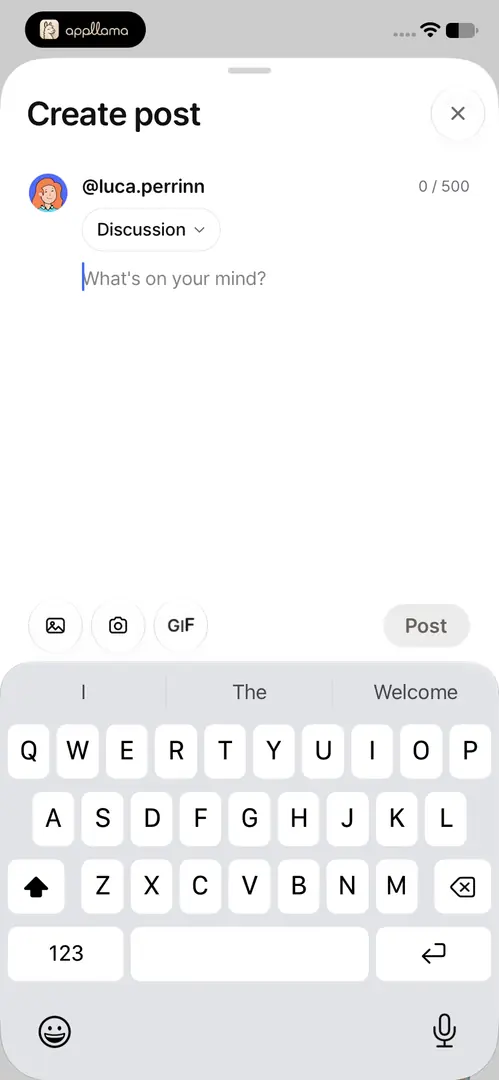 appllama
Create post
@luca.perrinn
0 / 500
Discussion
What's on your mind?
GIF
Post
I The Welcome
Q W E R T Y U I O P
A S D F G H J K L
Z X C V B N M
123